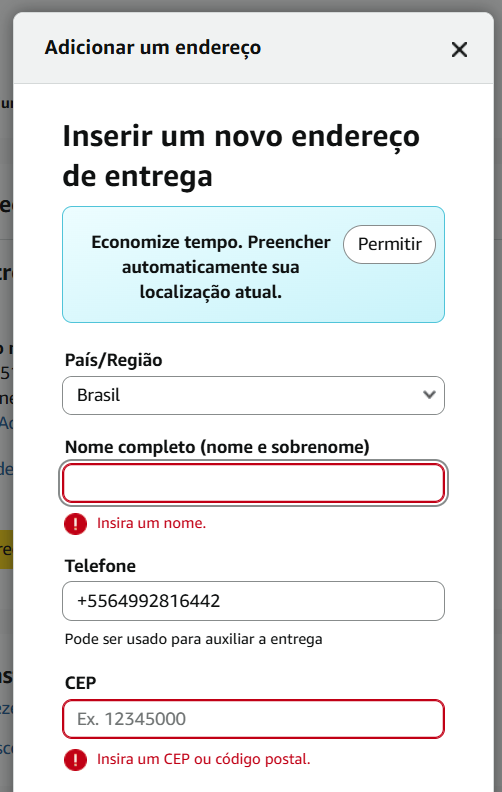 Adicionar um endereço
Inserir um novo endereço
de entrega
Economize tempo. Preencher
automaticamente sua
localização atual.
Permitir
País/Região
Brasil
Nome completo (nome e sobrenome)
Insira um nome.
Telefone
+5564992816442
Pode ser usado para auxiliar a entrega
CEP
Ex. 12345000
Insira um CEP ou código postal.